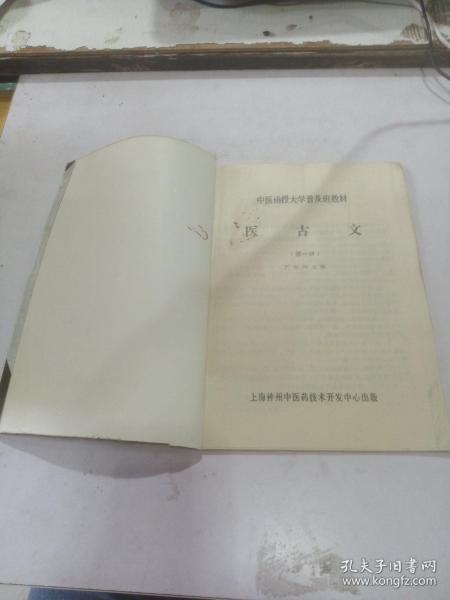 中医函授大学普及班教材
医古文
（第一册）
上海神州中医药技术开发中心出版
孔夫子旧书网
www.kongfz.com